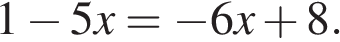 1 − 5x = −6x + 8.